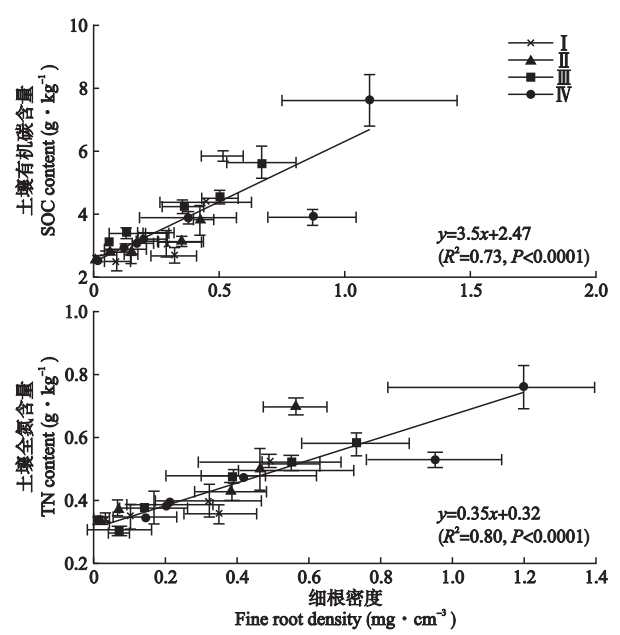 10
8
6
4
2
土壤有机碳含量
SOC content (g·kg⁻¹)
Ⅰ
Ⅱ
Ⅲ
Ⅳ
y=3.5x+2.47
(R²=0.73, P<0.0001)
0 0.5 1.0 1.5 2.0
1.0
0.8
0.6
0.4
0.2
土壤全氮含量
TN content (g·kg⁻¹)
y=0.35x+0.32
(R²=0.80, P<0.0001)
0 0.2 0.4 0.6 0.8 1.0 1.2 1.4
细根密度
Fine root density (mg·cm⁻³)